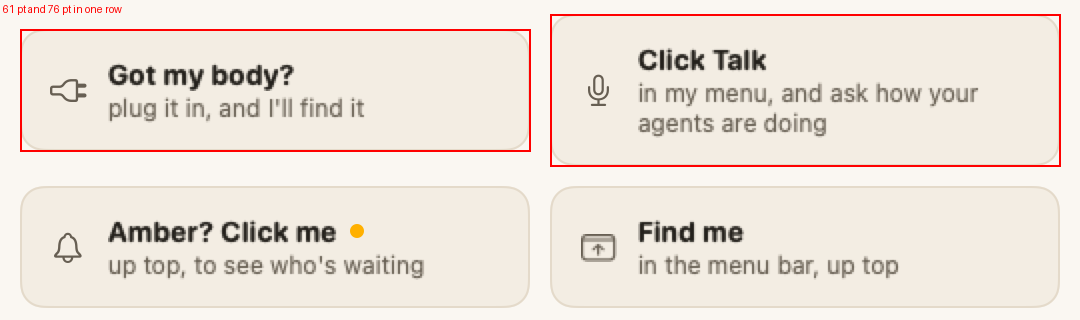 61 pt and 76 pt in one row
Got my body?
plug it in, and I'll find it
Click Talk
in my menu, and ask how your
agents are doing
Amber? Click me
up top, to see who's waiting
Find me
in the menu bar, up top